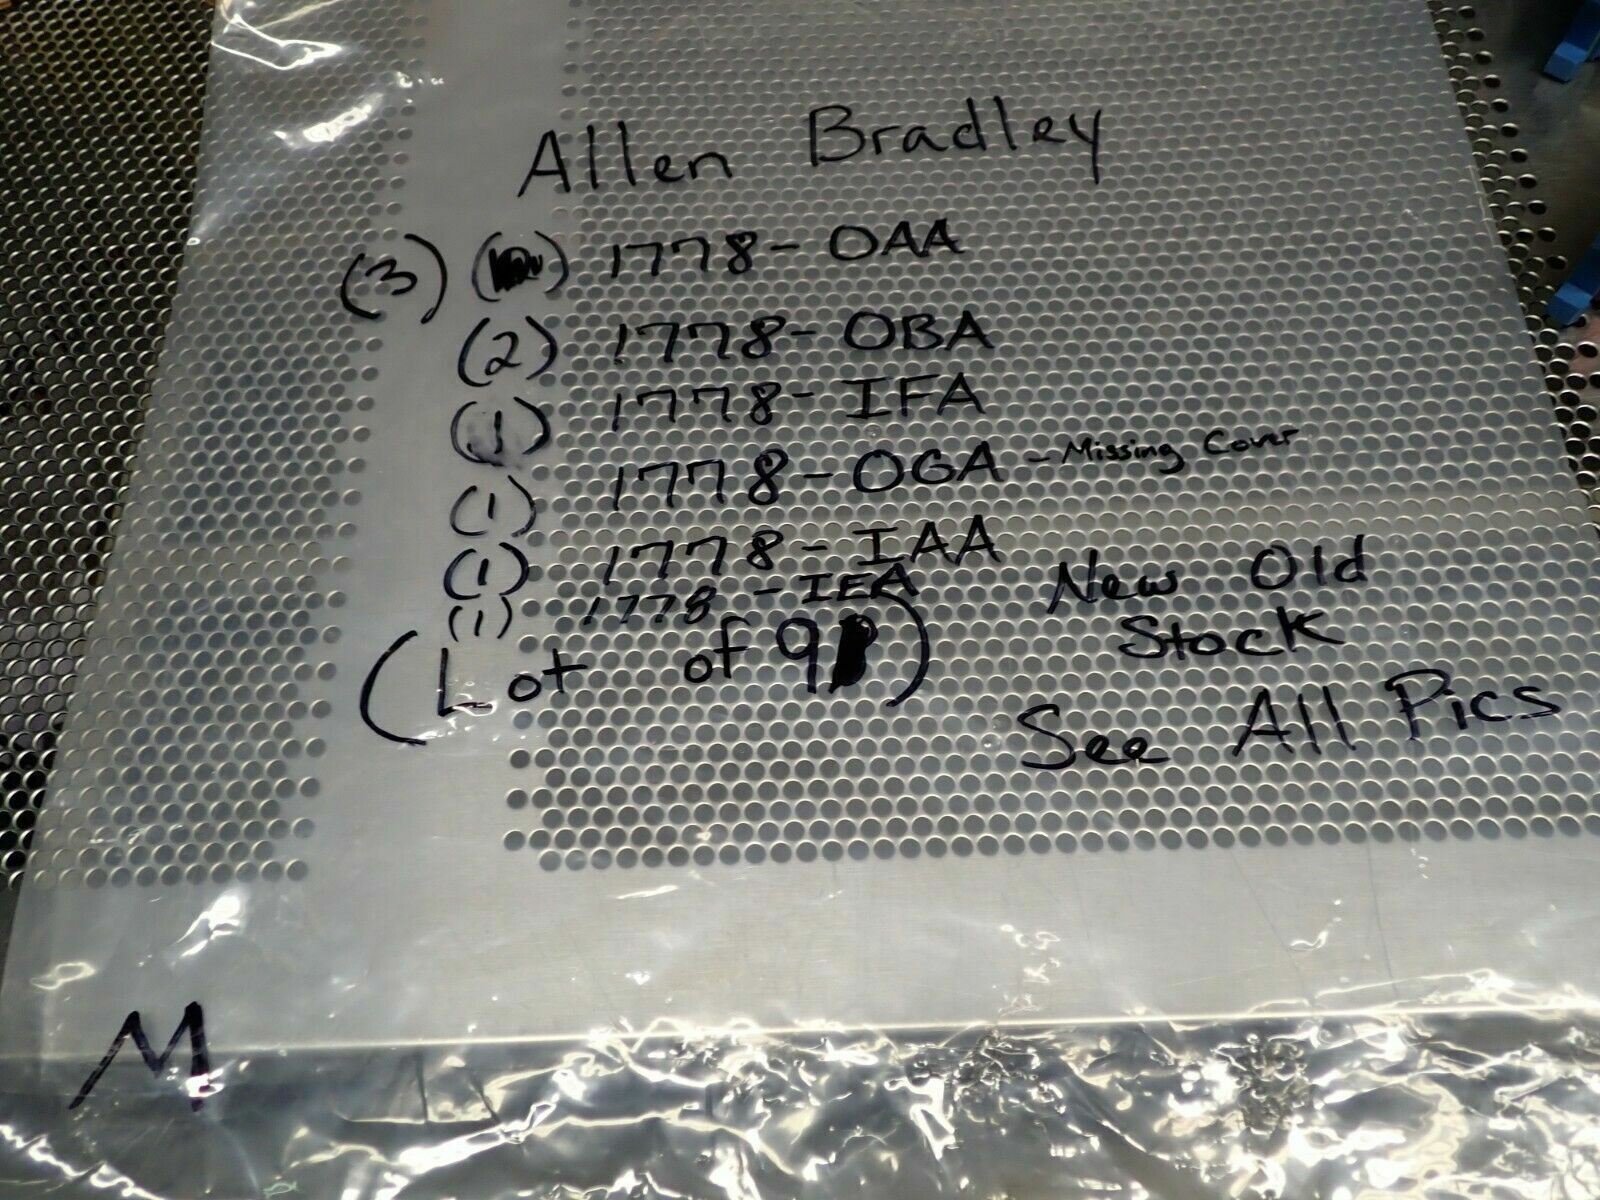 Allen Bradley
(3) 1778-OAA
(2) 1778-OBA
(1) 1778-IFA
(1) 1778-OGA - Missing Cover
(1) 1778-IAA
(1) 1778-IEA
(Lot of 9)
New Old
Stock
See All Pics
M